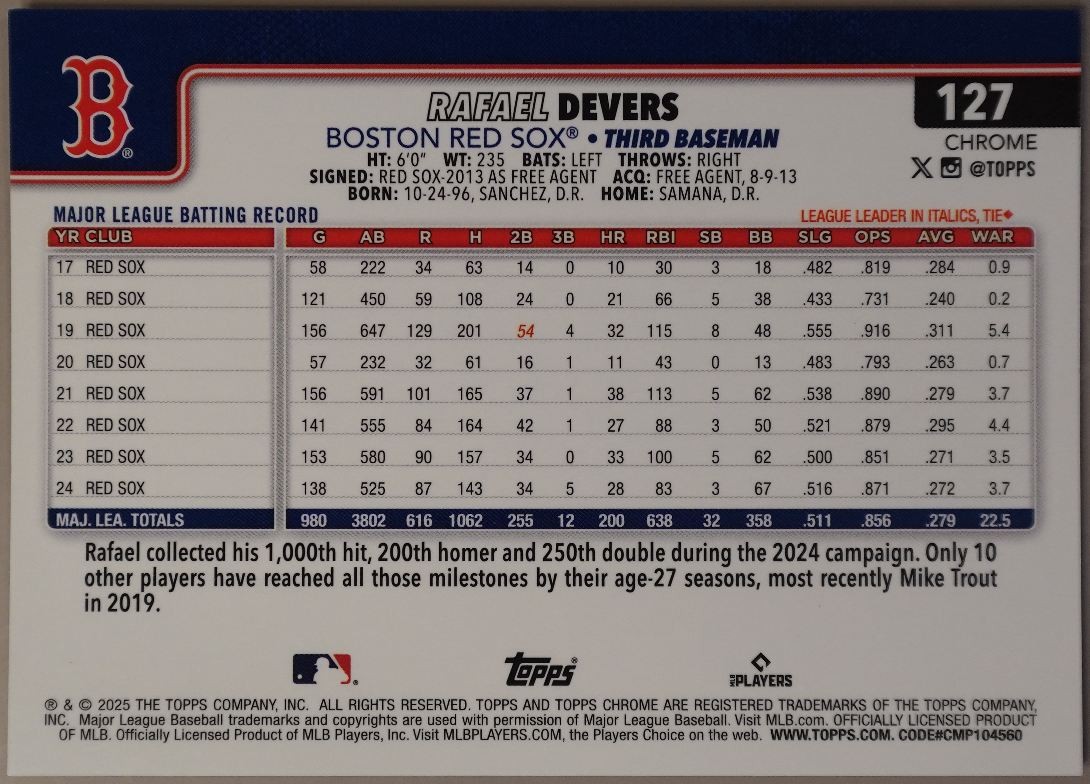 B®
RAFAEL DEVERS
127
BOSTON RED SOX® • THIRD BASEMAN
CHROME
HT: 6'0" WT: 235 BATS: LEFT THROWS: RIGHT
@TOPPS
SIGNED: RED SOX-2013 AS FREE AGENT ACQ: FREE AGENT, 8-9-13
BORN: 10-24-96, SANCHEZ, D.R. HOME: SAMANA, D.R.
MAJOR LEAGUE BATTING RECORD LEAGUE LEADER IN ITALICS, TIE◆
YR CLUB G AB R H 2B 3B HR RBI SB BB SLG OPS AVG WAR
17 RED SOX 58 222 34 63 14 0 10 30 3 18 .482 .819 .284 0.9
18 RED SOX 121 450 59 108 24 0 21 66 5 38 .433 .731 .240 0.2
19 RED SOX 156 647 129 201 54 4 32 115 8 48 .555 .916 .311 5.4
20 RED SOX 57 232 32 61 16 1 11 43 0 13 .483 .793 .263 0.7
21 RED SOX 156 591 101 165 37 1 38 113 5 62 .538 .890 .279 3.7
22 RED SOX 141 555 84 164 42 1 27 88 3 50 .521 .879 .295 4.4
23 RED SOX 153 580 90 157 34 0 33 100 5 62 .500 .851 .271 3.5
24 RED SOX 138 525 87 143 34 5 28 83 3 67 .516 .871 .272 3.7
MAJ. LEA. TOTALS 980 3802 616 1062 255 12 200 638 32 358 .511 .856 .279 22.5
Rafael collected his 1,000th hit, 200th homer and 250th double during the 2024 campaign. Only 10
other players have reached all those milestones by their age-27 seasons, most recently Mike Trout
in 2019.
Topps®
MLB PLAYERS
® & © 2025 THE TOPPS COMPANY, INC. ALL RIGHTS RESERVED. TOPPS AND TOPPS CHROME ARE REGISTERED TRADEMARKS OF THE TOPPS COMPANY,
INC. Major League Baseball trademarks and copyrights are used with permission of Major League Baseball. Visit MLB.com. OFFICIALLY LICENSED PRODUCT
OF MLB. Officially Licensed Product of MLB Players, Inc. Visit MLBPLAYERS.COM, the Players Choice on the web. WWW.TOPPS.COM. CODE#CMP104560